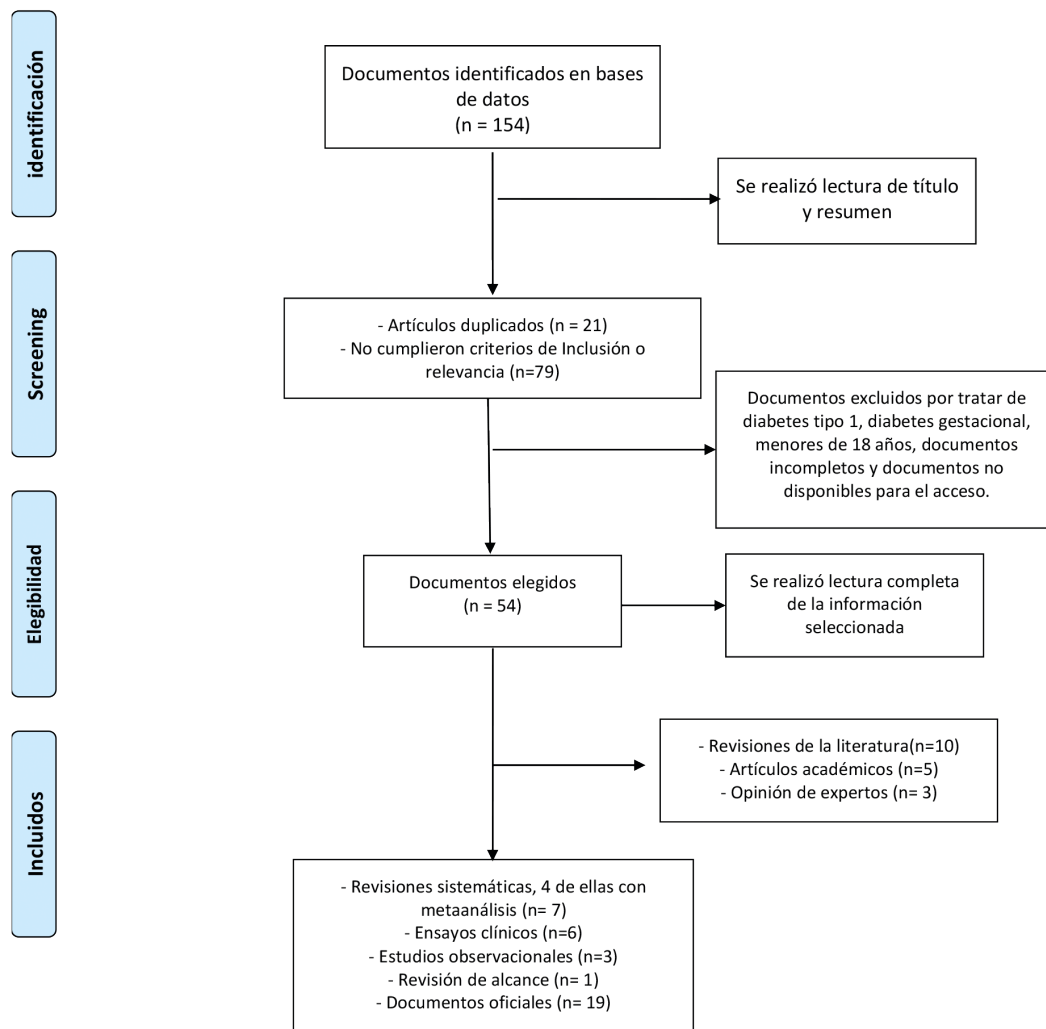 identificación
Documentos identificados en bases
de datos
(n = 154)
Se realizó lectura de título
y resumen
Screening
- Artículos duplicados (n = 21)
- No cumplieron criterios de Inclusión o
relevancia (n=79)
Documentos excluidos por tratar de
diabetes tipo 1, diabetes gestacional,
menores de 18 años, documentos
incompletos y documentos no
disponibles para el acceso.
Elegibilidad
Documentos elegidos
(n = 54)
Se realizó lectura completa
de la información
seleccionada
Incluidos
- Revisiones de la literatura(n=10)
- Artículos académicos (n=5)
- Opinión de expertos (n= 3)
- Revisiones sistemáticas, 4 de ellas con
metaanálisis (n= 7)
- Ensayos clínicos (n=6)
- Estudios observacionales (n=3)
- Revisión de alcance (n= 1)
- Documentos oficiales (n= 19)